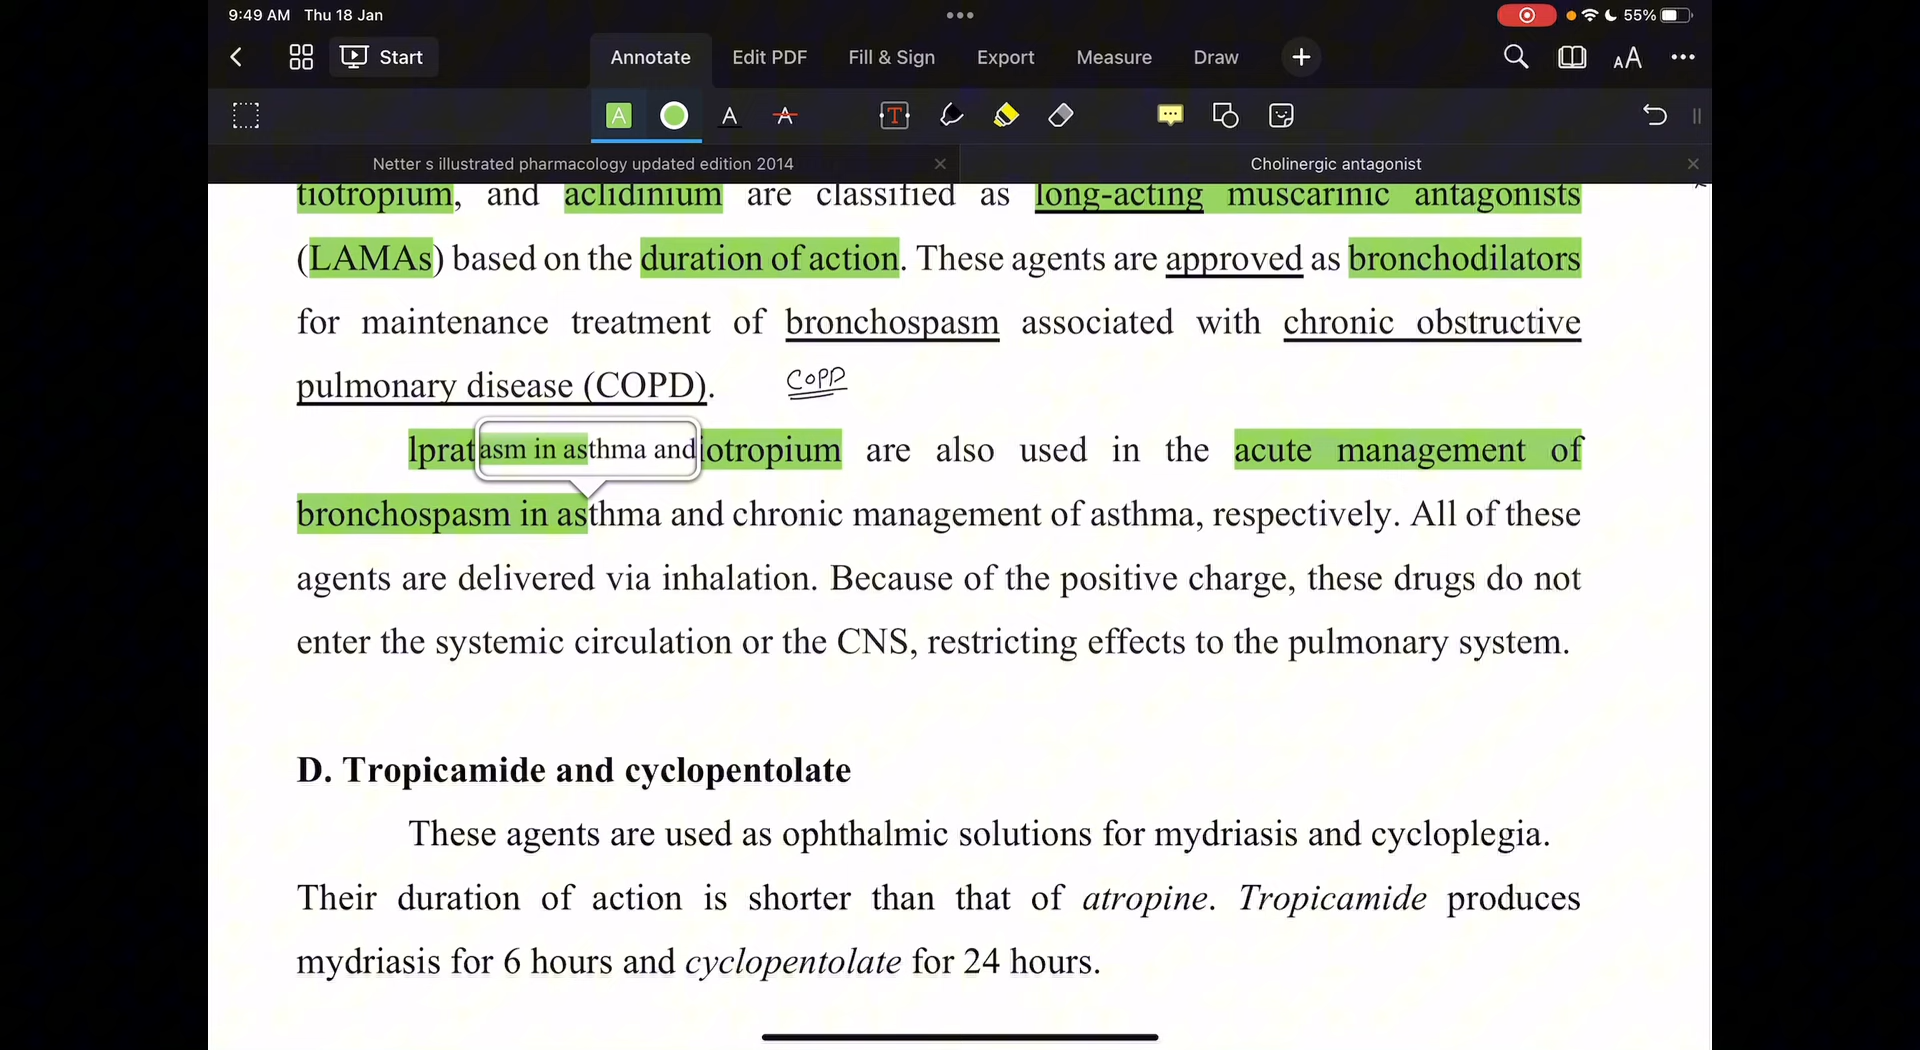 9:49 AM Thu 18 Jan
55%
Start
Annotate Edit PDF Fill & Sign Export Measure Draw
Netter s illustrated pharmacology updated edition 2014
Cholinergic antagonist
tiotropium, and aclidinium are classified as long-acting muscarinic antagonists
(LAMAs) based on the duration of action. These agents are approved as bronchodilators
for maintenance treatment of bronchospasm associated with chronic obstructive
pulmonary disease (COPD). COPD
lprat asm in asthma and iotropium are also used in the acute management of
bronchospasm in asthma and chronic management of asthma, respectively. All of these
agents are delivered via inhalation. Because of the positive charge, these drugs do not
enter the systemic circulation or the CNS, restricting effects to the pulmonary system.
D. Tropicamide and cyclopentolate
These agents are used as ophthalmic solutions for mydriasis and cycloplegia.
Their duration of action is shorter than that of atropine. Tropicamide produces
mydriasis for 6 hours and cyclopentolate for 24 hours.